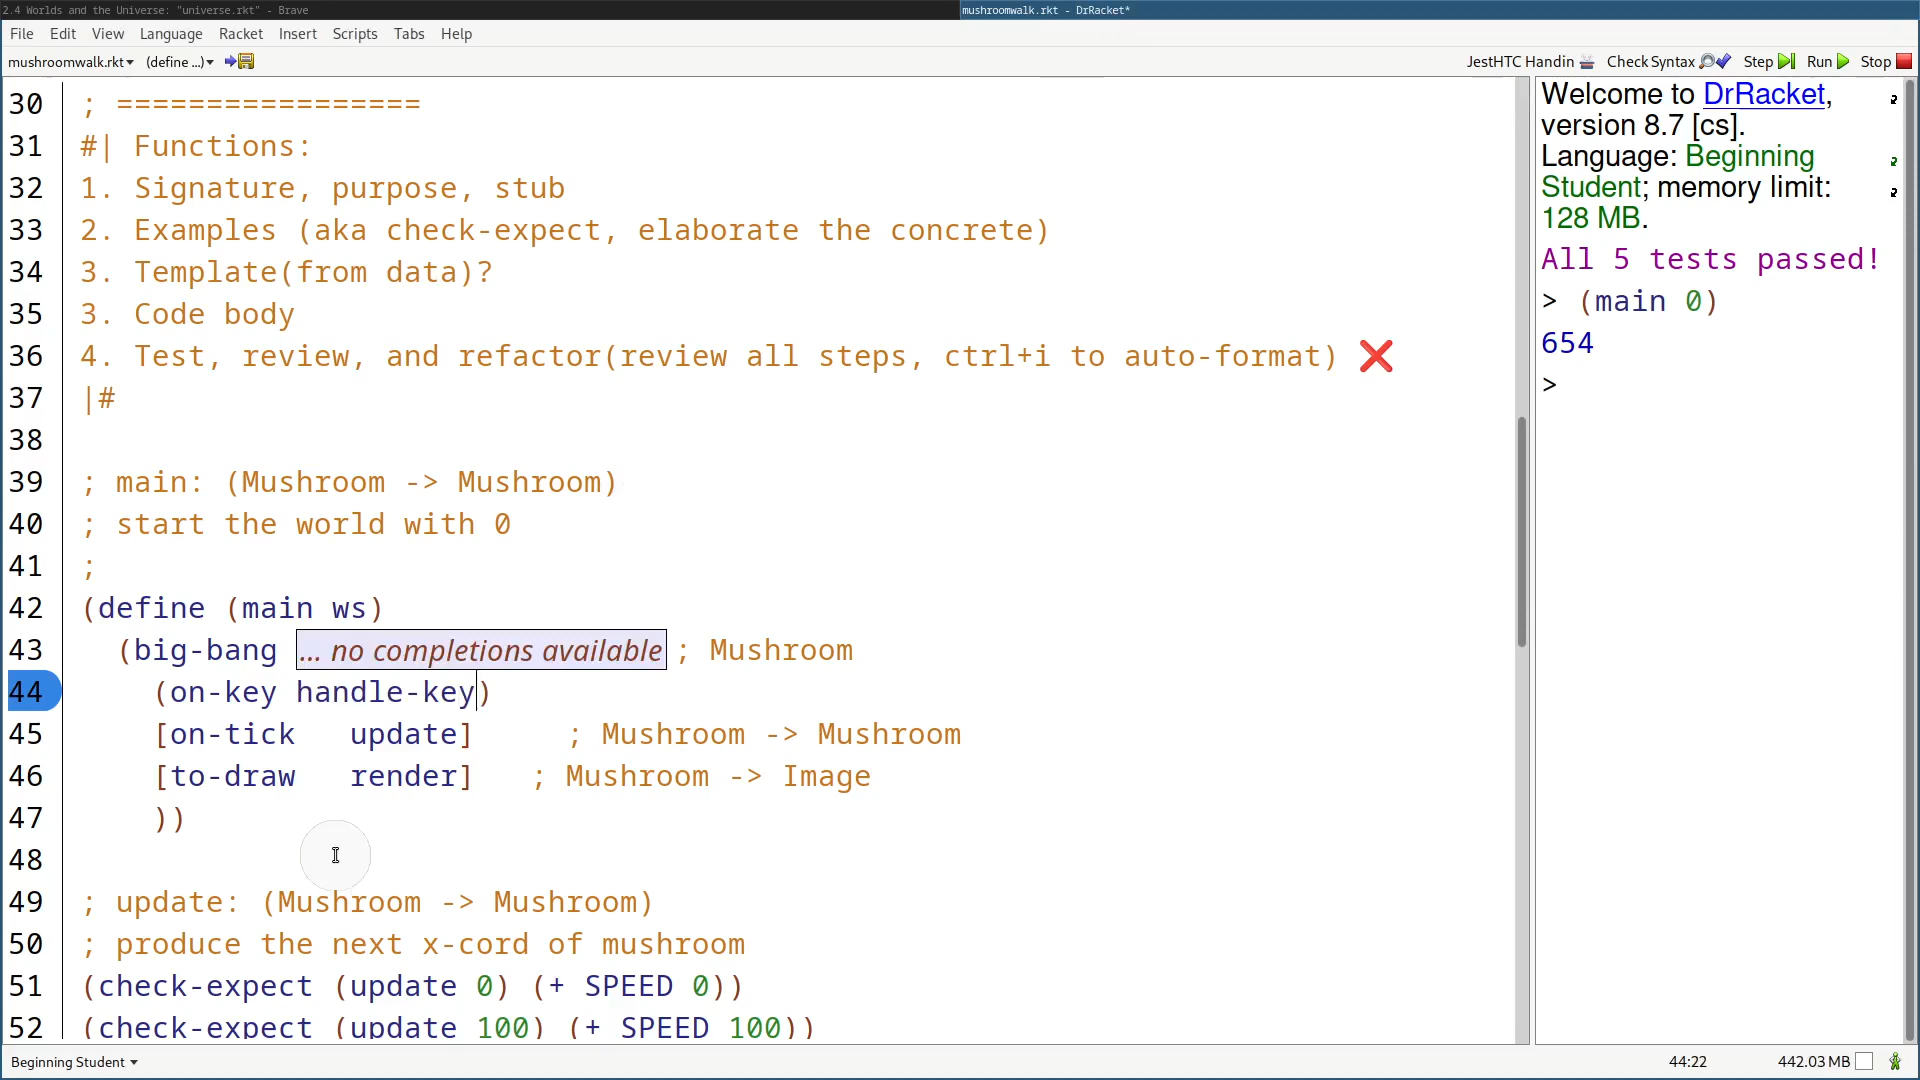 2.4 Worlds and the Universe: "universe.rkt" - Brave
mushroomwalk.rkt - DrRacket*
File Edit View Language Racket Insert Scripts Tabs Help
mushroomwalk.rkt (define ...) JestHTC Handin Check Syntax Step Run Stop
30 ; =================
31 #| Functions:
32 1. Signature, purpose, stub
33 2. Examples (aka check-expect, elaborate the concrete)
34 3. Template(from data)?
35 3. Code body
36 4. Test, review, and refactor(review all steps, ctrl+i to auto-format) ❌
37 |#
38
39 ; main: (Mushroom -> Mushroom)
40 ; start the world with 0
41 ;
42 (define (main ws)
43 (big-bang ... no completions available ; Mushroom
44 (on-key handle-key)
45 [on-tick update] ; Mushroom -> Mushroom
46 [to-draw render] ; Mushroom -> Image
47 ))
48
49 ; update: (Mushroom -> Mushroom)
50 ; produce the next x-cord of mushroom
51 (check-expect (update 0) (+ SPEED 0))
52 (check-expect (update 100) (+ SPEED 100))
Welcome to DrRacket,
version 8.7 [cs].
Language: Beginning
Student; memory limit:
128 MB.
All 5 tests passed!
> (main 0)
654
>
Beginning Student 44:22 442.03 MB